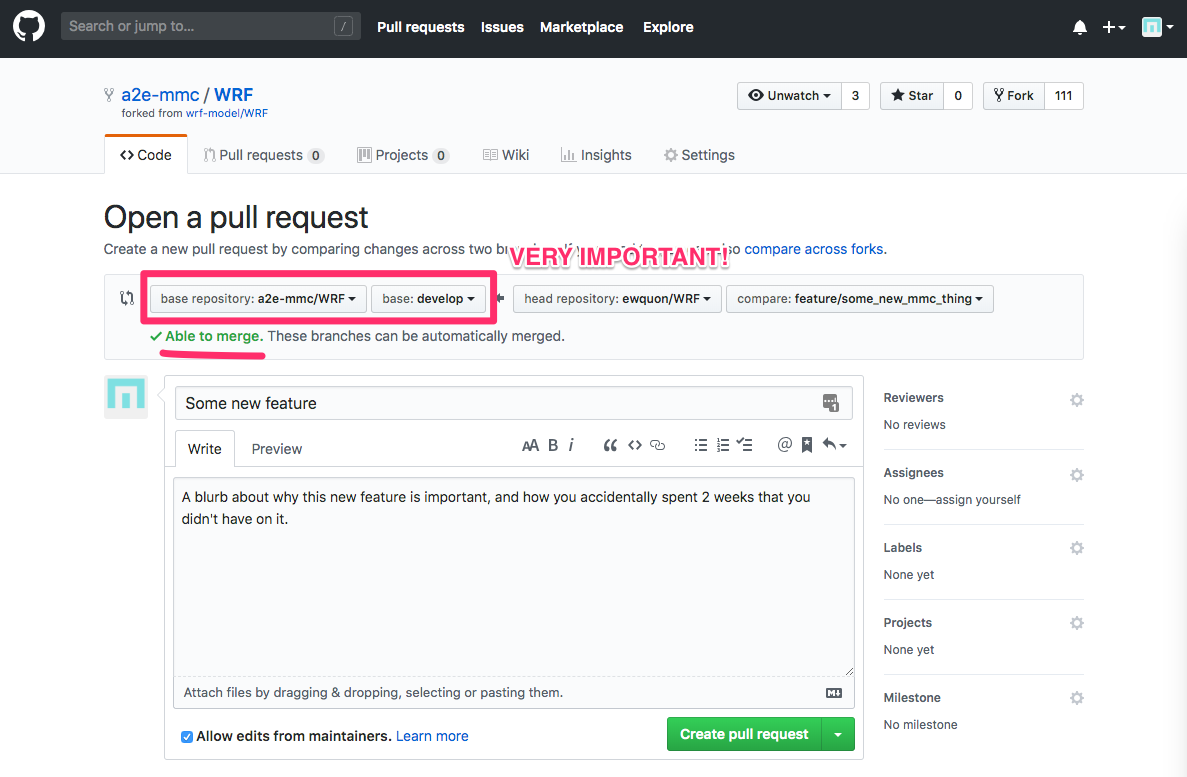 Search or jump to... / Pull requests Issues Marketplace Explore
a2e-mmc / WRF Unwatch 3 Star 0 Fork 111
forked from wrf-model/WRF
Code Pull requests 0 Projects 0 Wiki Insights Settings
Open a pull request
Create a new pull request by comparing changes across two compare across forks.
VERY IMPORTANT!
base repository: a2e-mmc/WRF base: develop head repository: ewquon/WRF compare: feature/some_new_mmc_thing
Able to merge. These branches can be automatically merged.
Some new feature 1
Write Preview AA B i @
A blurb about why this new feature is important, and how you accidentally spent 2 weeks that you
didn't have on it.
Attach files by dragging & dropping, selecting or pasting them.
Allow edits from maintainers. Learn more Create pull request
Reviewers
No reviews
Assignees
No one—assign yourself
Labels
None yet
Projects
None yet
Milestone
No milestone